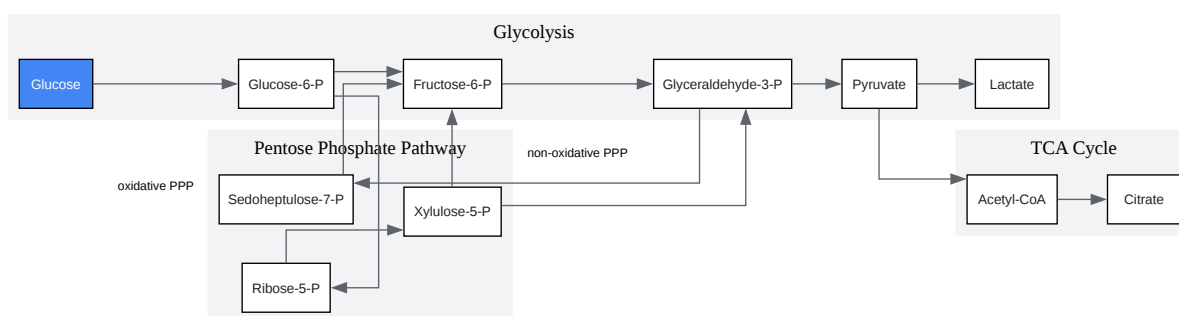 Glycolysis
Glucose
Glucose-6-P
Fructose-6-P
Glyceraldehyde-3-P
Pyruvate
Lactate
Pentose Phosphate Pathway
non-oxidative PPP
TCA Cycle
oxidative PPP
Sedoheptulose-7-P
Xylulose-5-P
Acetyl-CoA
Citrate
Ribose-5-P